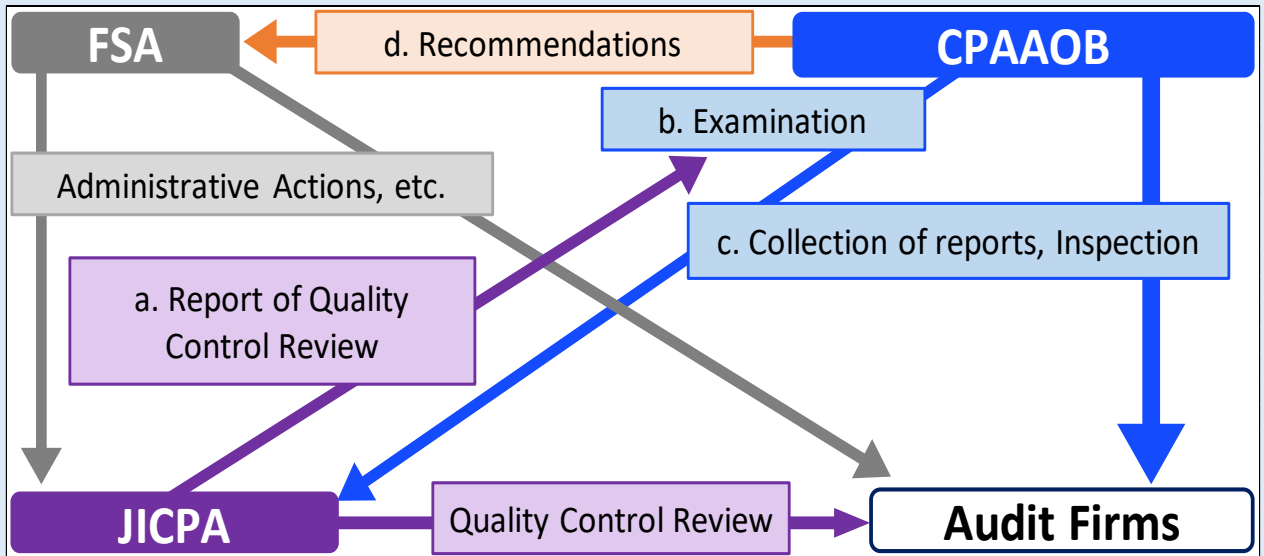 FSA
d. Recommendations
CPAAOB
b. Examination
Administrative Actions, etc.
c. Collection of reports, Inspection
a. Report of Quality
Control Review
JICPA
Quality Control Review
Audit Firms